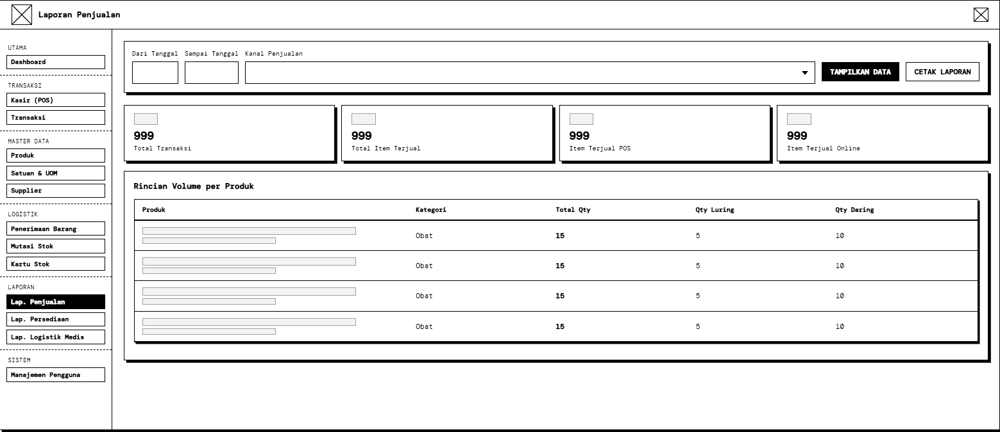 Laporan Penjualan
UTAMA
Dashboard
TRANSAKSI
Kasir (POS)
Transaksi
MASTER DATA
Produk
Satuan & UOM
Supplier
LOGISTIK
Penerimaan Barang
Mutasi Stok
Kartu Stok
LAPORAN
Lap. Penjualan
Lap. Persediaan
Lap. Logistik Medis
SISTEM
Manajemen Pengguna
Dari Tanggal Sampai Tanggal Kanal Penjualan
TAMPILKAN DATA CETAK LAPORAN
999
Total Transaksi
999
Total Item Terjual
999
Item Terjual POS
999
Item Terjual Online
Rincian Volume per Produk
Produk Kategori Total Qty Qty Luring Qty Daring
Obat 15 5 10
Obat 15 5 10
Obat 15 5 10
Obat 15 5 10